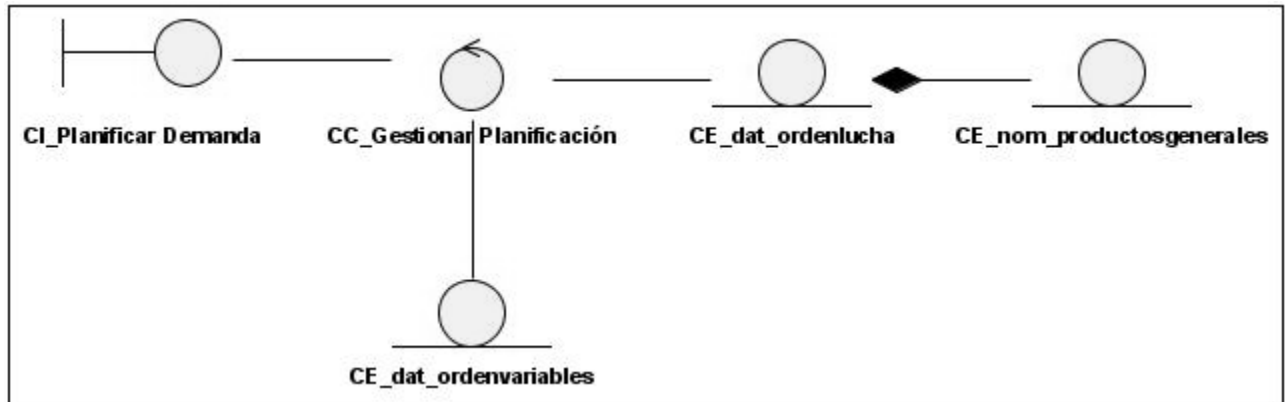 CI_Planificar Demanda
CC_Gestionar Planificación
CE_dat_ordenlucha
CE_nom_productosgenerales
CE_dat_ordenvariables